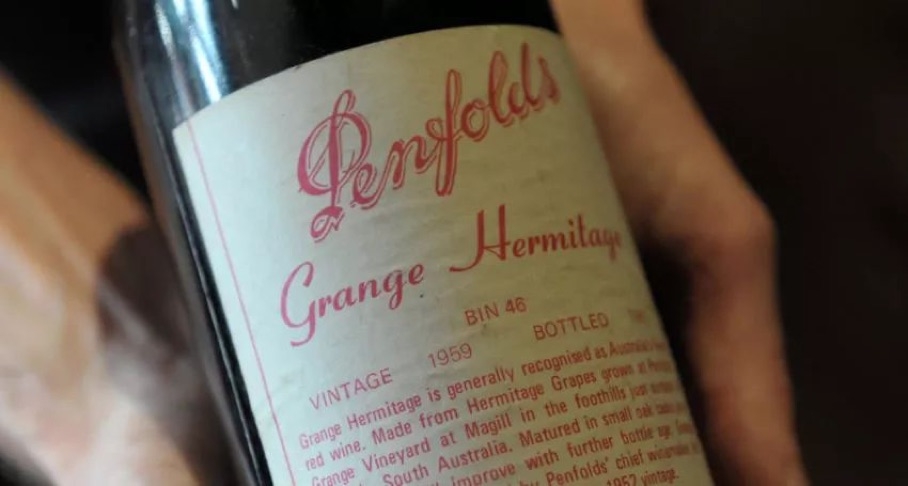 Penfolds
Grange Hermitage
BIN 46
VINTAGE 1959 BOTTLED
Grange Hermitage is generally recognised as
red wine. Made from Hermitage Grapes grown at
Grange Vineyard at Magill in the foothills just
South Australia. Matured in small oak
improve with further bottle age.
by Penfolds' chief
vintage.